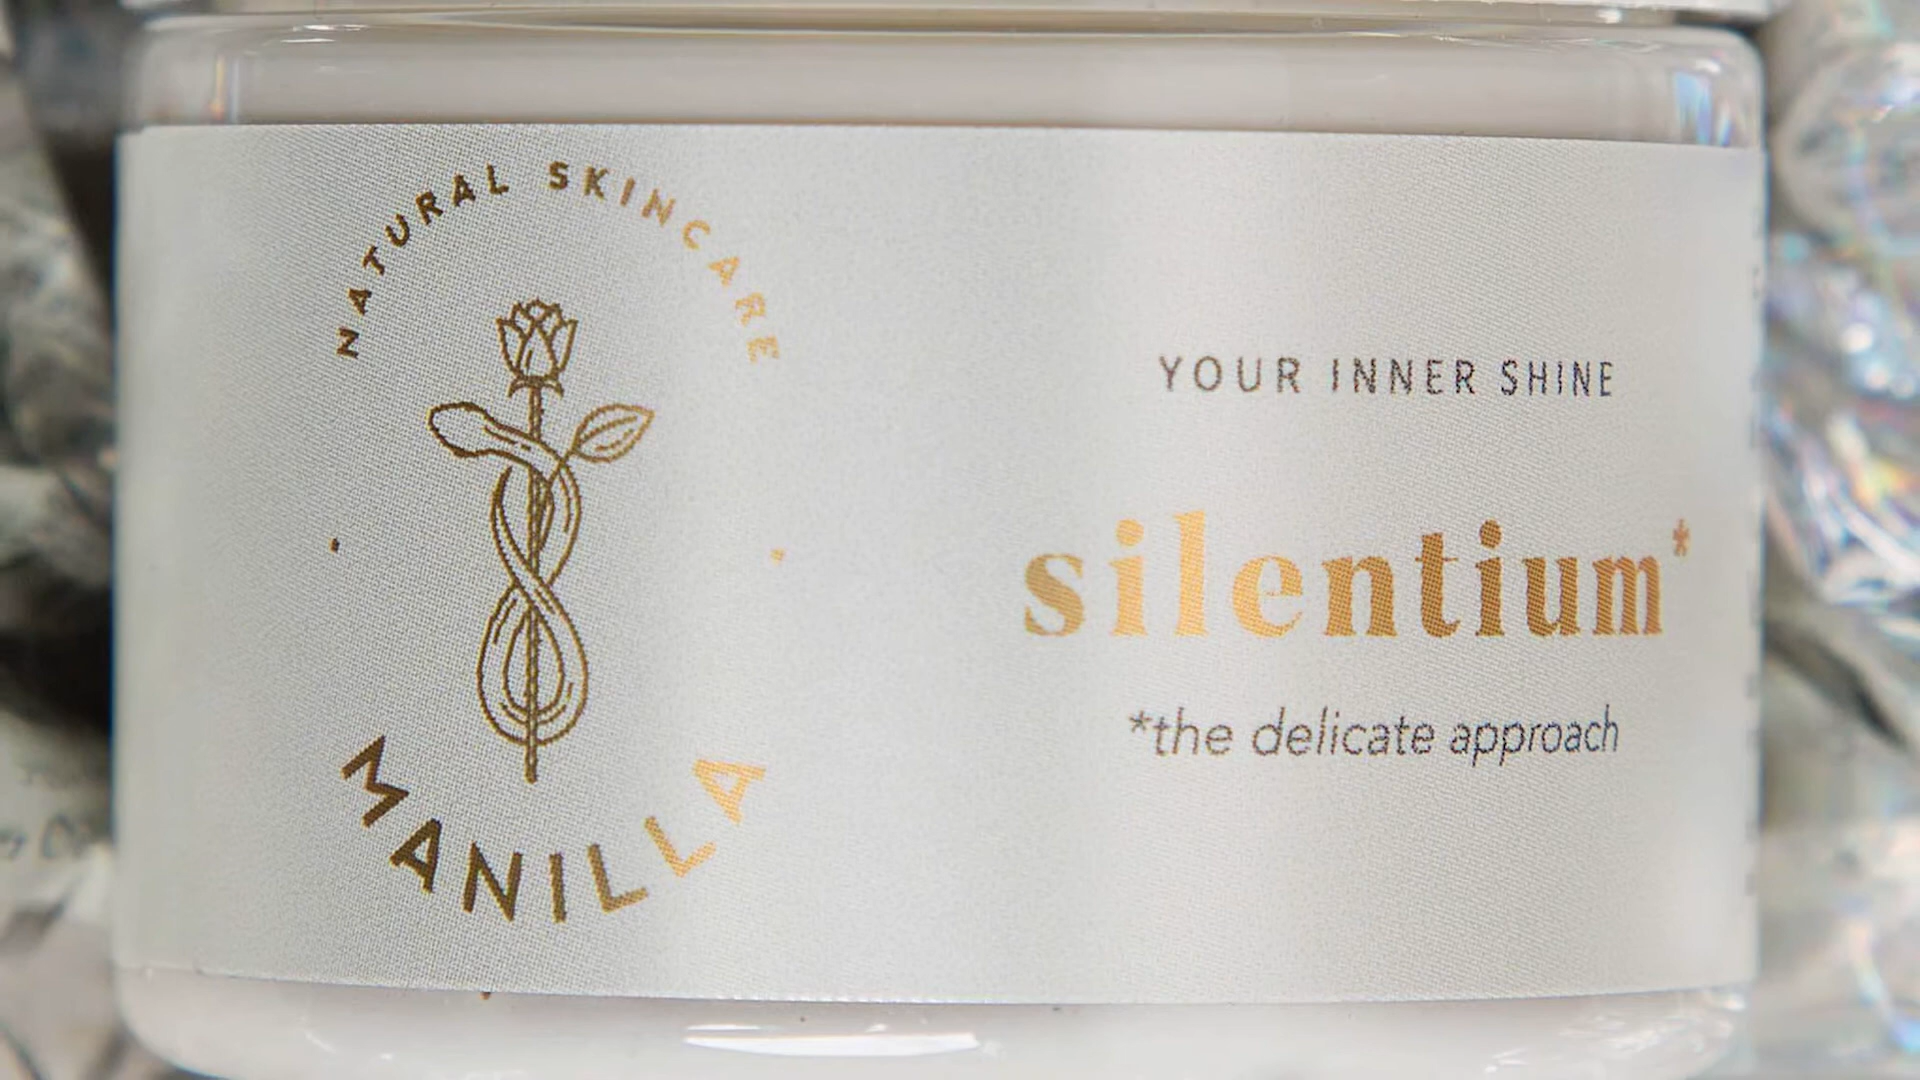 NATURAL SKINCARE
MANILLA
YOUR INNER SHINE
silentium*
*the delicate approach